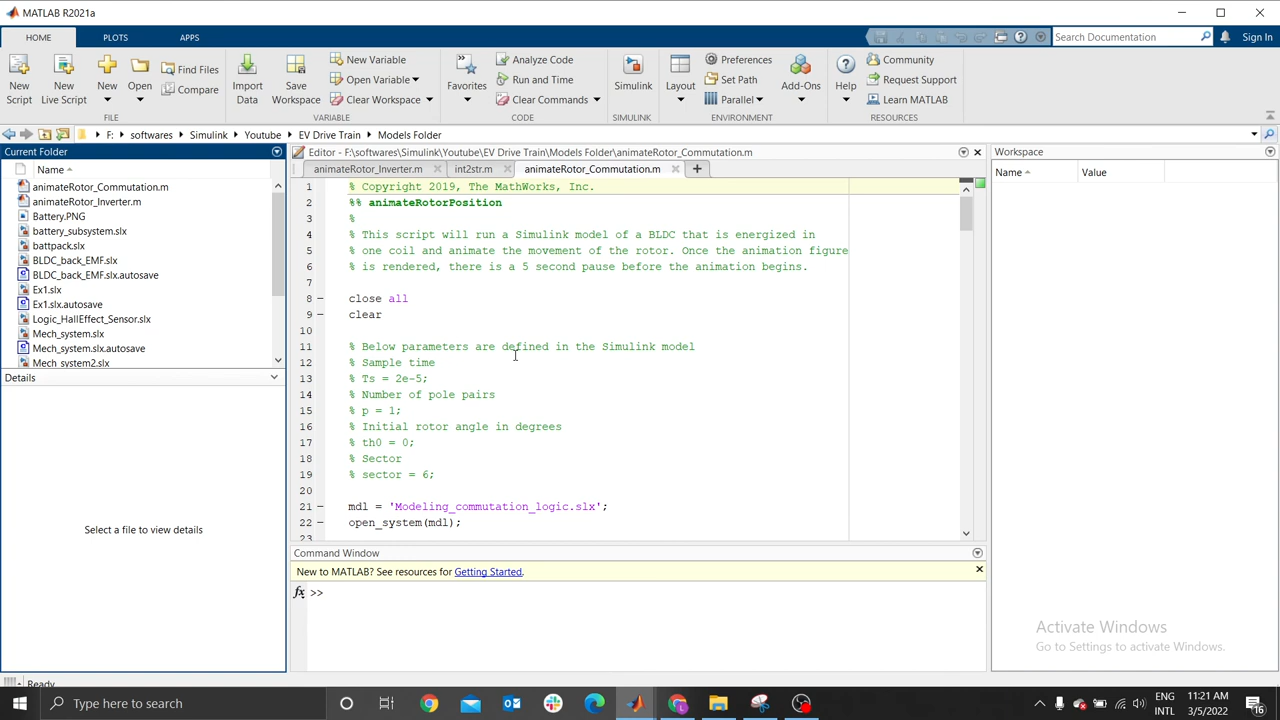 MATLAB R2021a
HOME PLOTS APPS
Search Documentation
Sign In
New Script
New Live Script
New
Open
Find Files
Compare
FILE
Import Data
Save Workspace
New Variable
Open Variable
Clear Workspace
VARIABLE
Favorites
Analyze Code
Run and Time
Clear Commands
CODE
Simulink
SIMULINK
Layout
Preferences
Set Path
Parallel
Add-Ons
ENVIRONMENT
Help
Community
Request Support
Learn MATLAB
RESOURCES
F: softwares Simulink Youtube EV Drive Train Models Folder
Current Folder
Name
animateRotor_Commutation.m
animateRotor_Inverter.m
Battery.PNG
battery_subsystem.slx
battpack.slx
BLDC_back_EMF.slx
BLDC_back_EMF.slx.autosave
Ex1.slx
Ex1.slx.autosave
Logic_HallEffect_Sensor.slx
Mech_system.slx
Mech_system.slx.autosave
Mech_system2.slx
Details
Select a file to view details
Editor - F:\softwares\Simulink\Youtube\EV Drive Train\Models Folder\animateRotor_Commutation.m
animateRotor_Inverter.m int2str.m animateRotor_Commutation.m
1 % Copyright 2019, The MathWorks, Inc.
2 %% animateRotorPosition
3 %
4 % This script will run a Simulink model of a BLDC that is energized in
5 % one coil and animate the movement of the rotor. Once the animation figure
6 % is rendered, there is a 5 second pause before the animation begins.
7
8 close all
9 clear
10
11 % Below parameters are defined in the Simulink model
12 % Sample time
13 % Ts = 2e-5;
14 % Number of pole pairs
15 % p = 1;
16 % Initial rotor angle in degrees
17 % th0 = 0;
18 % Sector
19 % sector = 6;
20
21 mdl = 'Modeling_commutation_logic.slx';
22 open_system(mdl);
23
Command Window
New to MATLAB? See resources for Getting Started.
fx >>
Workspace
Name Value
Activate Windows
Go to Settings to activate Windows.
Ready
Type here to search
ENG
INTL
11:21 AM
3/5/2022
16